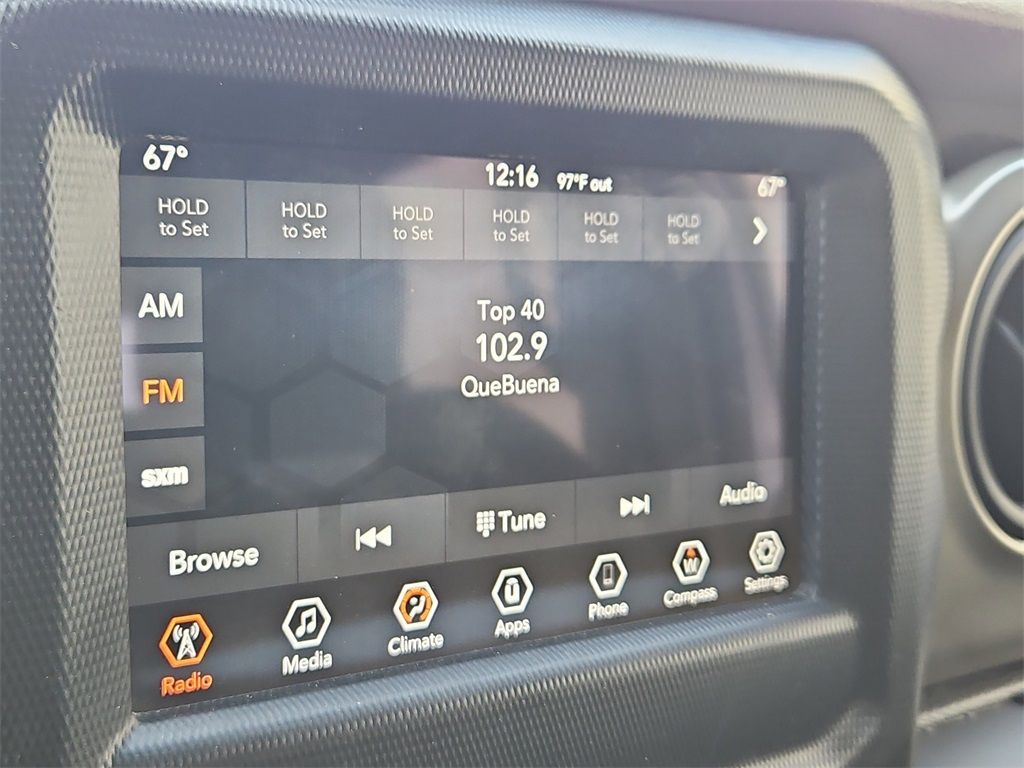 67°
12:16
97°F out
67°
HOLD
to Set
HOLD
to Set
HOLD
to Set
HOLD
to Set
HOLD
to Set
HOLD
to Set
AM
FM
sxm
Top 40
102.9
QueBuena
Browse
Tune
Audio
Radio
Media
Climate
Apps
Phone
W
Compass
Settings